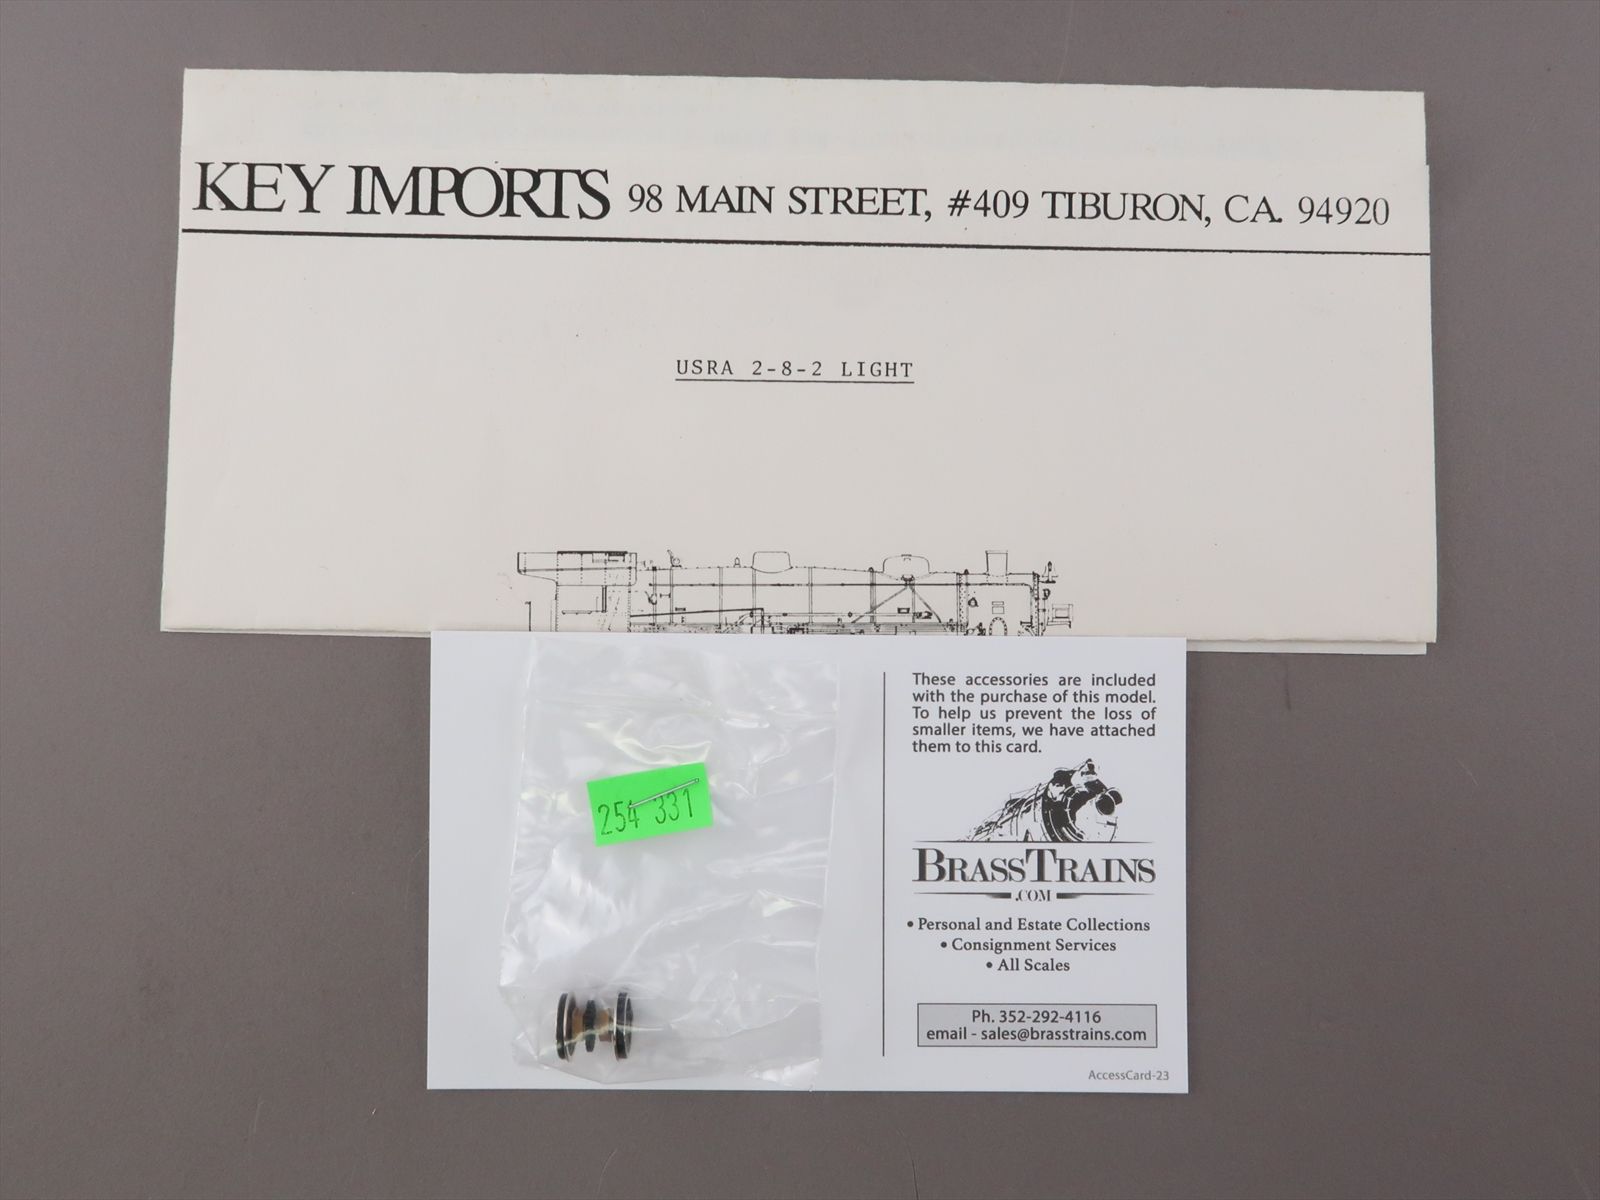 KEY IMPORTS 98 MAIN STREET, #409 TIBURON, CA. 94920
USRA 2-8-2 LIGHT
254 331
These accessories are included
with the purchase of this model.
To help us prevent the loss of
smaller items, we have attached
them to this card.
BRASSTRAINS
.COM
• Personal and Estate Collections
• Consignment Services
• All Scales
Ph. 352-292-4116
email - sales@brasstrains.com
AccessCard-23